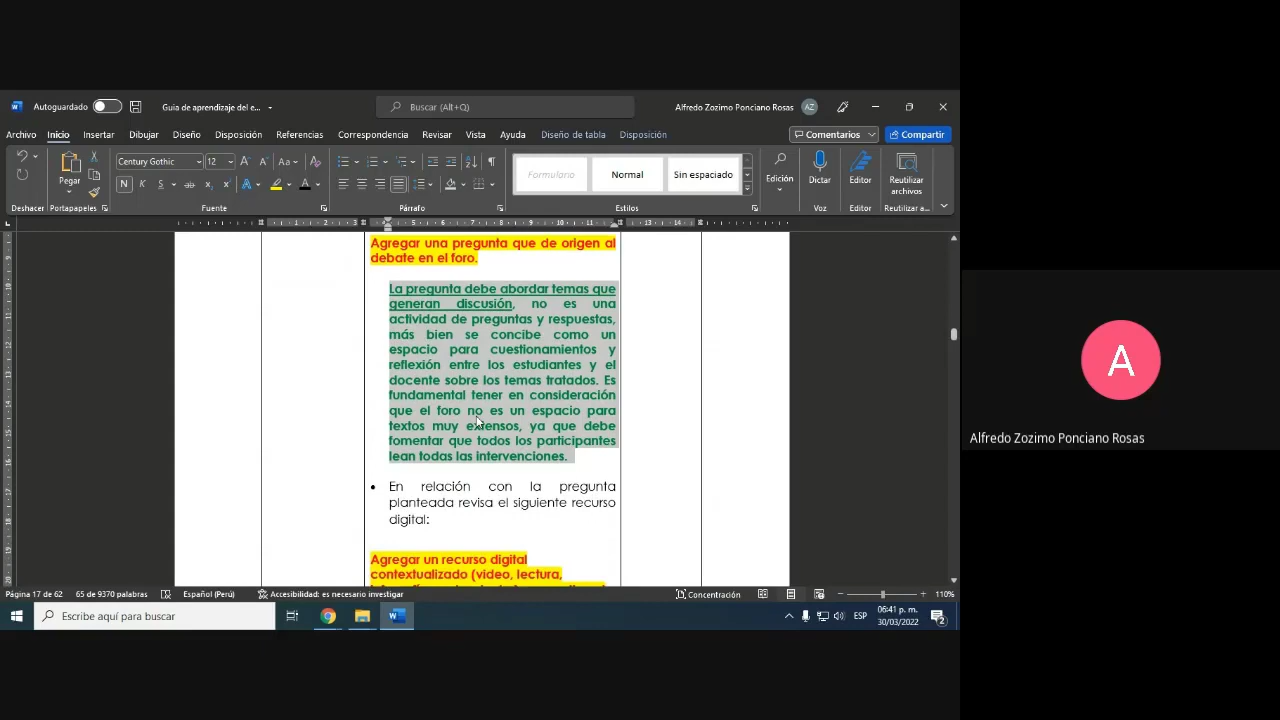 Autoguardado
Guia de aprendizaje del e...
Buscar (Alt+Q)
Alfredo Zozimo Ponciano Rosas
AZ
Archivo Inicio Insertar Dibujar Diseño Disposición Referencias Correspondencia Revisar Vista Ayuda Diseño de tabla Disposición
Comentarios
Compartir
Century Gothic
12
Pegar
Formulario
Normal
Sin espaciado
Edición
Dictar
Editor
Reutilizar
archivos
Deshacer Portapapeles Fuente Párrafo Estilos Voz Editor Reutilizar a...
Agregar una pregunta que de origen al
debate en el foro.
La pregunta debe abordar temas que
generan discusión, no es una
actividad de preguntas y respuestas,
más bien se concibe como un
espacio para cuestionamientos y
reflexión entre los estudiantes y el
docente sobre los temas tratados. Es
fundamental tener en consideración
que el foro no es un espacio para
textos muy extensos, ya que debe
fomentar que todos los participantes
lean todas las intervenciones.
• En relación con la pregunta
planteada revisa el siguiente recurso
digital:
Agregar un recurso digital
contextualizado (video, lectura,
A
Alfredo Zozimo Ponciano Rosas
Página 17 de 62
65 de 9370 palabras
Español (Perú)
Accesibilidad: es necesario investigar
Concentración
110%
Escribe aquí para buscar
ESP
06:41 p. m.
30/03/2022
2